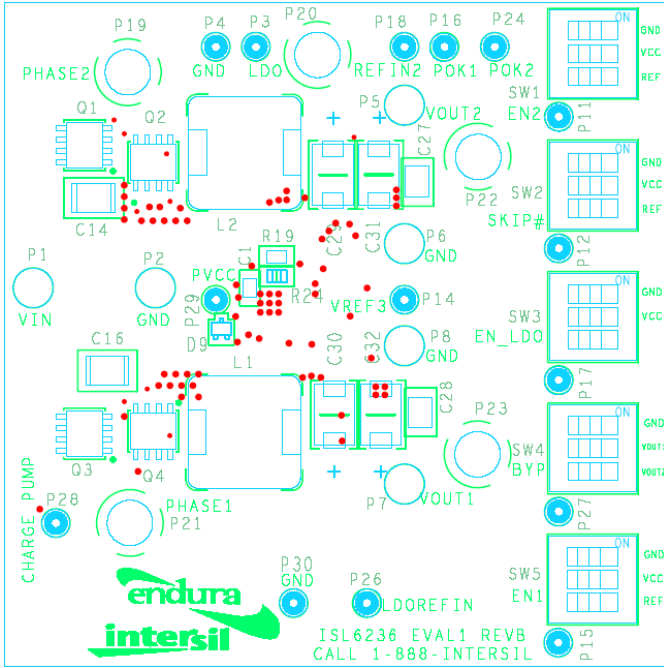 P19
P4
P3
P20
P18
P16
P24
ON
GND
VCC
REF
PHASE2
GND
LDO
REFIN2
POK1
POK2
SW1
EN2
P11
Q1
Q2
P5
VOUT2
C27
P22
ON
GND
VCC
REF
SW2
SKIP#
P12
C14
L2
C29
C31
P6
GND
P1
P2
PVCC
C1
R19
R24
VREF3
P14
ON
GND
VCC
SW3
EN_LDO
P17
VIN
GND
P29
D9
P8
GND
C16
L1
C30
C32
C28
P23
ON
GND
VOUT1
VOUT2
SW4
BYP
P27
Q3
Q4
P7
VOUT1
CHARGE PUMP
P28
PHASE1
P21
P30
GND
P26
LDOREFIN
ON
GND
VCC
REF
SW5
EN1
P15
endura
intersil
ISL6236 EVAL1 REVB
CALL 1-888-INTERSIL